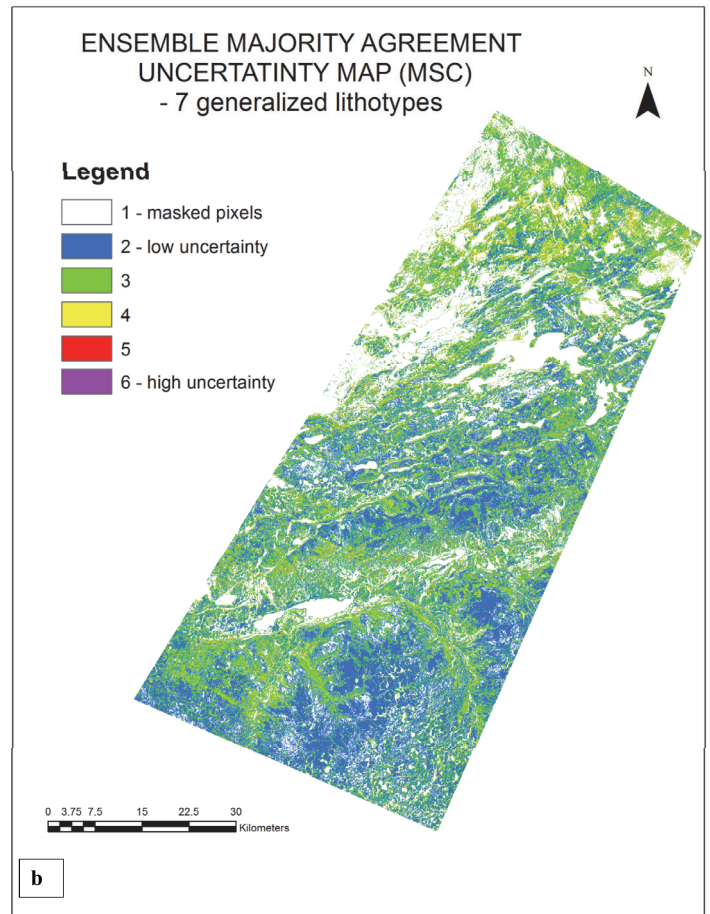 ENSEMBLE MAJORITY AGREEMENT
UNCERTATINTY MAP (MSC)
- 7 generalized lithotypes
N
Legend
1 - masked pixels
2 - low uncertainty
3
4
5
6 - high uncertainty
0 3.75 7.5 15 22.5 30
Kilometers
b